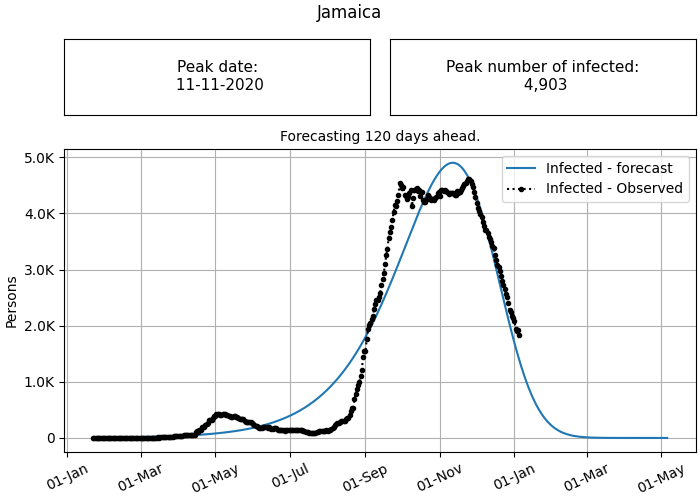 Jamaica
Peak date:
11-11-2020
Peak number of infected:
4,903
Forecasting 120 days ahead.
Infected - forecast
Infected - Observed
Persons
5.0K
4.0K
3.0K
2.0K
1.0K
0
01-Jan
01-Mar
01-May
01-Jul
01-Sep
01-Nov
01-Jan
01-Mar
01-May